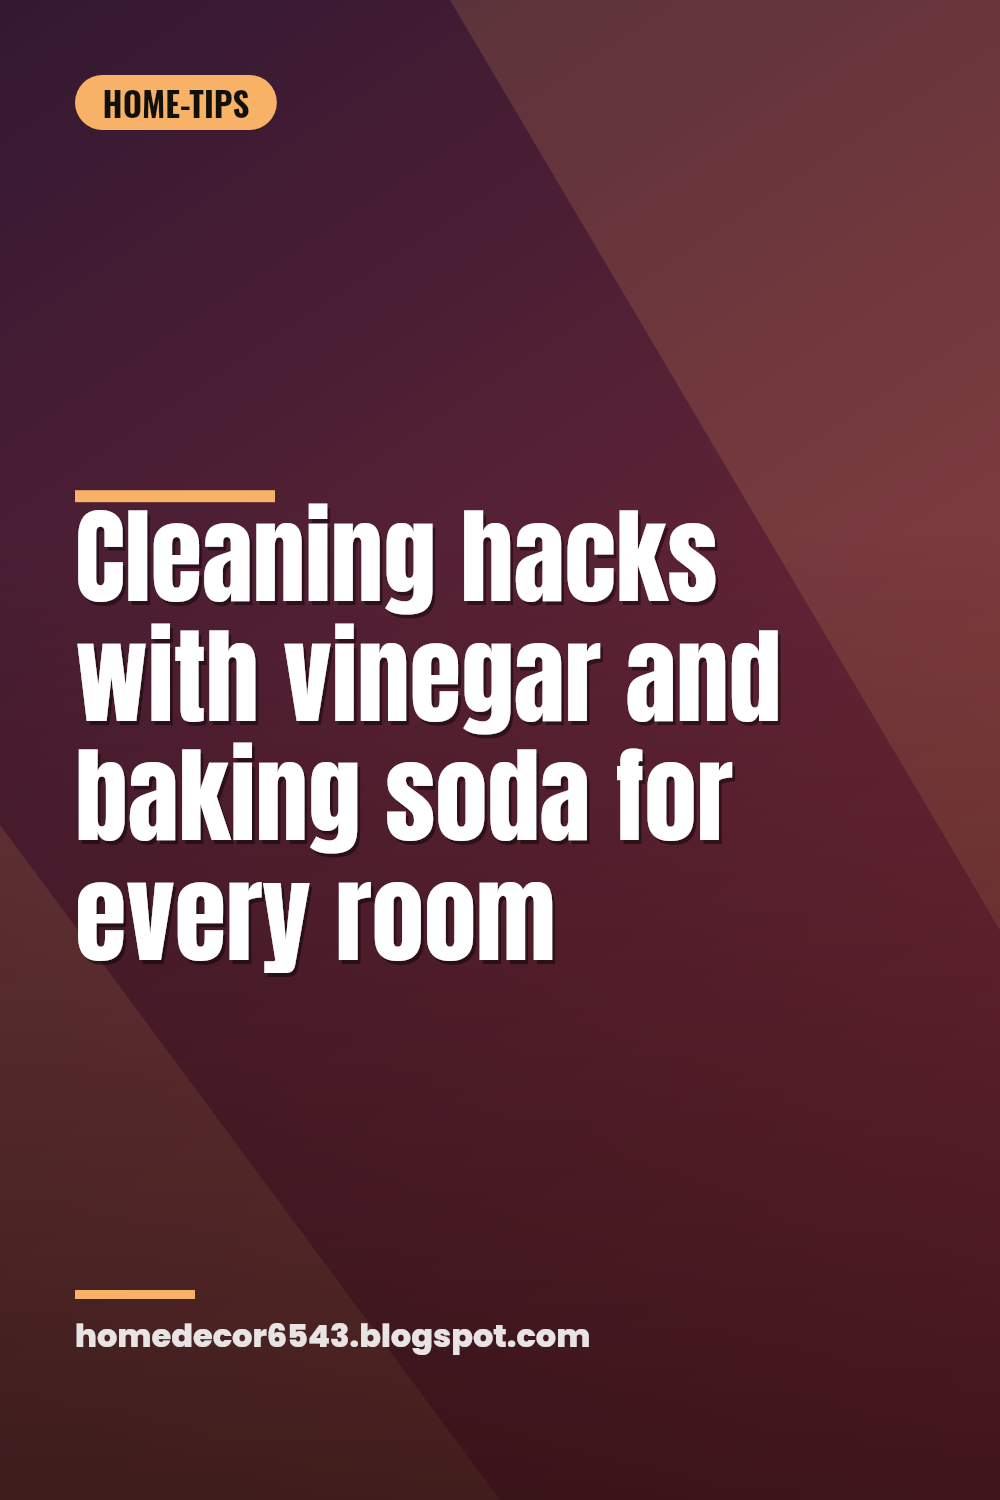 HOME-TIPS
Cleaning hacks
with vinegar and
baking soda for
every room
homedecor6543.blogspot.com